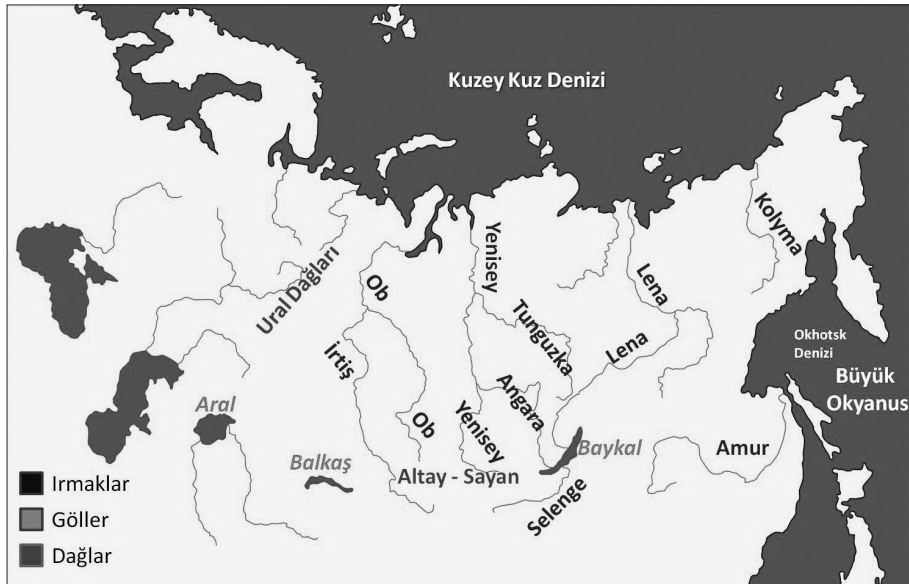 Kuzey Kuz Denizi
Kolyma
Yenisey
Ural Dağları
Ob
Lena
Tunguzka
Lena
Okhotsk
Denizi
Büyük
Okyanus
İrtiş
Angara
Aral
Ob
Yenisey
Baykal
Amur
Balkaş
Altay - Sayan
Selenge
Irmaklar
Göller
Dağlar